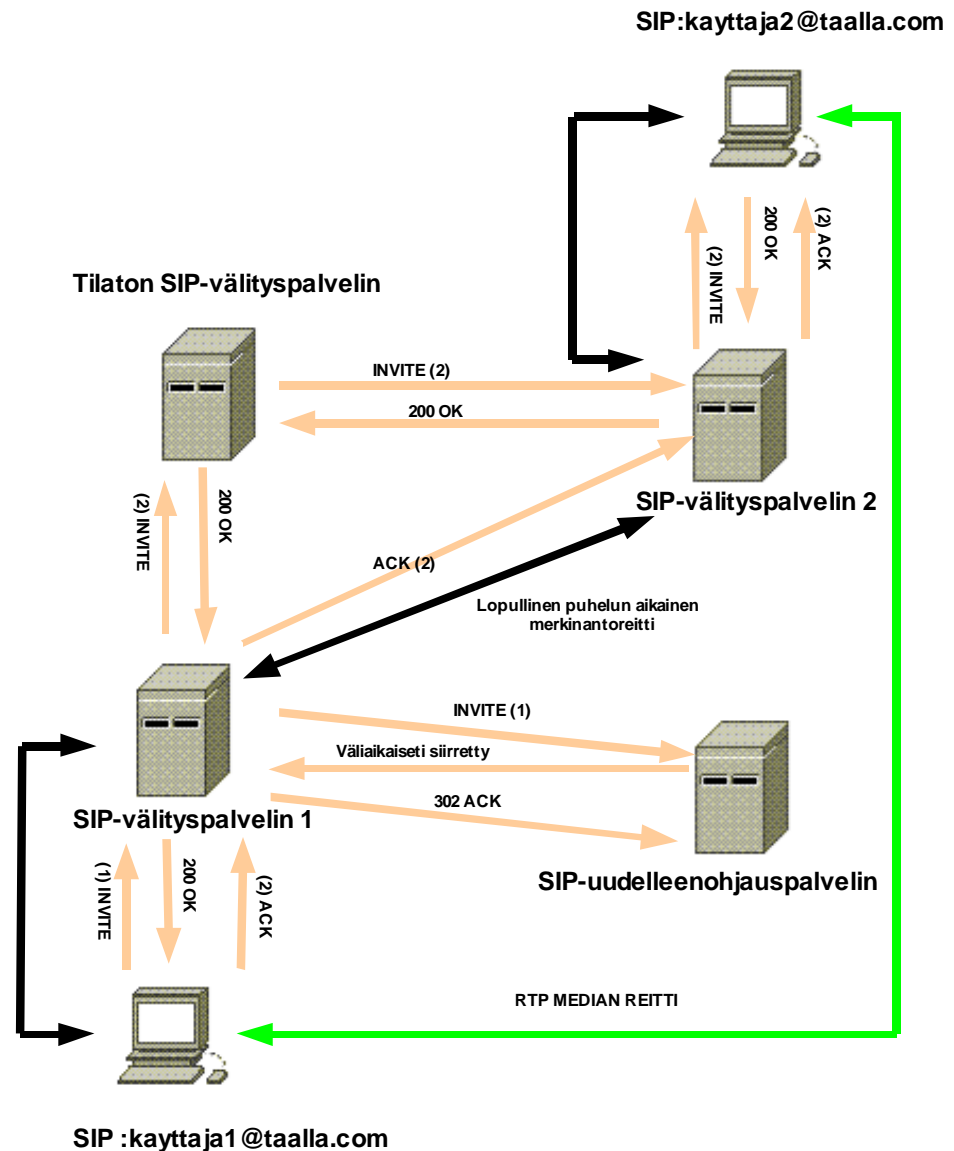 SIP:kayttaja2@taalla.com
(2) INVITE
200 OK
(2) ACK
Tilaton SIP-välityspalvelin
INVITE (2)
200 OK
SIP-välityspalvelin 2
(2) INVITE
200 OK
ACK (2)
Lopullinen puhelun aikainen
merkinantoreitti
INVITE (1)
Väliaikaiseti siirretty
302 ACK
SIP-välityspalvelin 1
SIP-uudelleenohjauspalvelin
(1) INVITE
200 OK
(2) ACK
RTP MEDIAN REITTI
SIP :kayttaja1@taalla.com